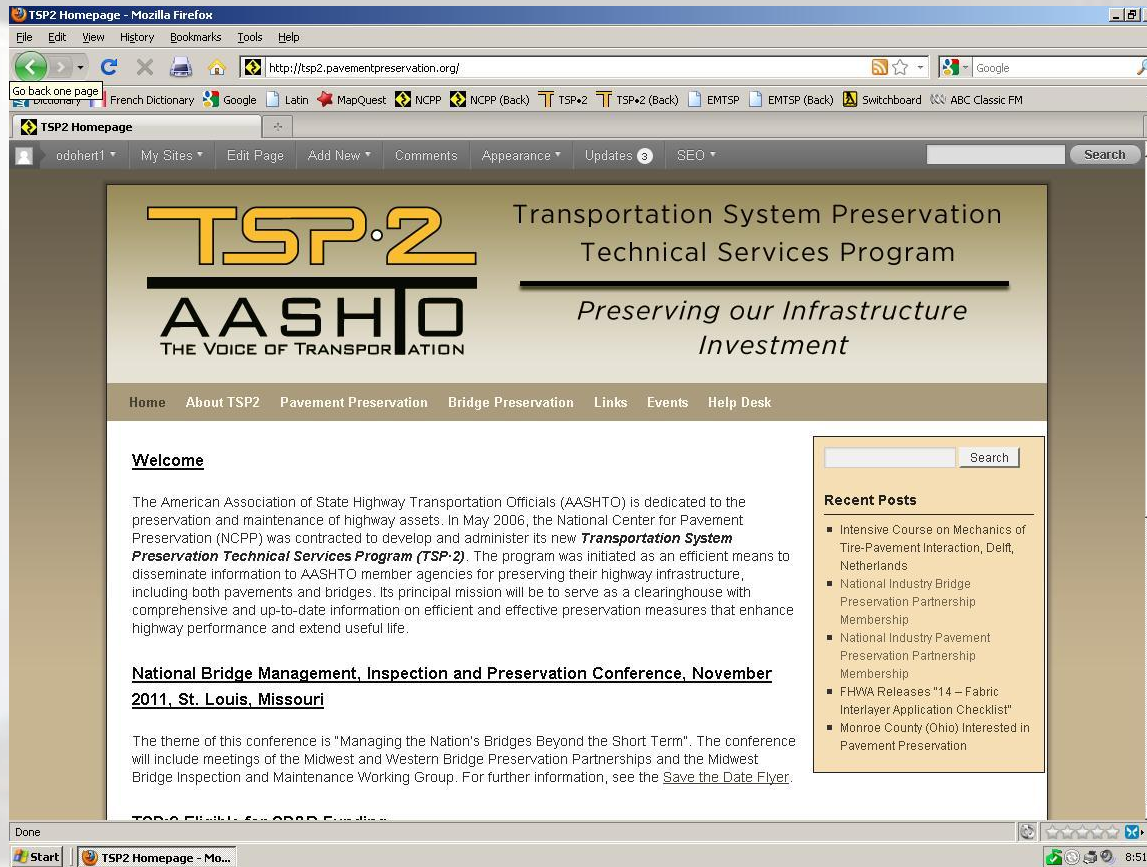 TSP2 Homepage - Mozilla Firefox
File Edit View History Bookmarks Tools Help
http://tsp2.pavementpreservation.org/
Google
Go back one page
Dictionary French Dictionary Google Latin MapQuest NCPP NCPP (Back) TSP•2 TSP•2 (Back) EMTSP EMTSP (Back) Switchboard ABC Classic FM
TSP2 Homepage
odohert1 My Sites Edit Page Add New Comments Appearance Updates 3 SEO Search
TSP·2
AASHTO
THE VOICE OF TRANSPORTATION
Transportation System Preservation
Technical Services Program
Preserving our Infrastructure
Investment
Home About TSP2 Pavement Preservation Bridge Preservation Links Events Help Desk
Welcome
The American Association of State Highway Transportation Officials (AASHTO) is dedicated to the
preservation and maintenance of highway assets. In May 2006, the National Center for Pavement
Preservation (NCPP) was contracted to develop and administer its new Transportation System
Preservation Technical Services Program (TSP·2). The program was initiated as an efficient means to
disseminate information to AASHTO member agencies for preserving their highway infrastructure,
including both pavements and bridges. Its principal mission will be to serve as a clearinghouse with
comprehensive and up-to-date information on efficient and effective preservation measures that enhance
highway performance and extend useful life.
National Bridge Management, Inspection and Preservation Conference, November
2011, St. Louis, Missouri
The theme of this conference is "Managing the Nation's Bridges Beyond the Short Term". The conference
will include meetings of the Midwest and Western Bridge Preservation Partnerships and the Midwest
Bridge Inspection and Maintenance Working Group. For further information, see the Save the Date Flyer.
TSP·2 Eligible for SP&R Funding
Search
Recent Posts
Intensive Course on Mechanics of
Tire-Pavement Interaction, Delft,
Netherlands
National Industry Bridge
Preservation Partnership
Membership
National Industry Pavement
Preservation Partnership
Membership
FHWA Releases "14 – Fabric
Interlayer Application Checklist"
Monroe County (Ohio) Interested in
Pavement Preservation
Done
Start TSP2 Homepage - Mo... 8:51